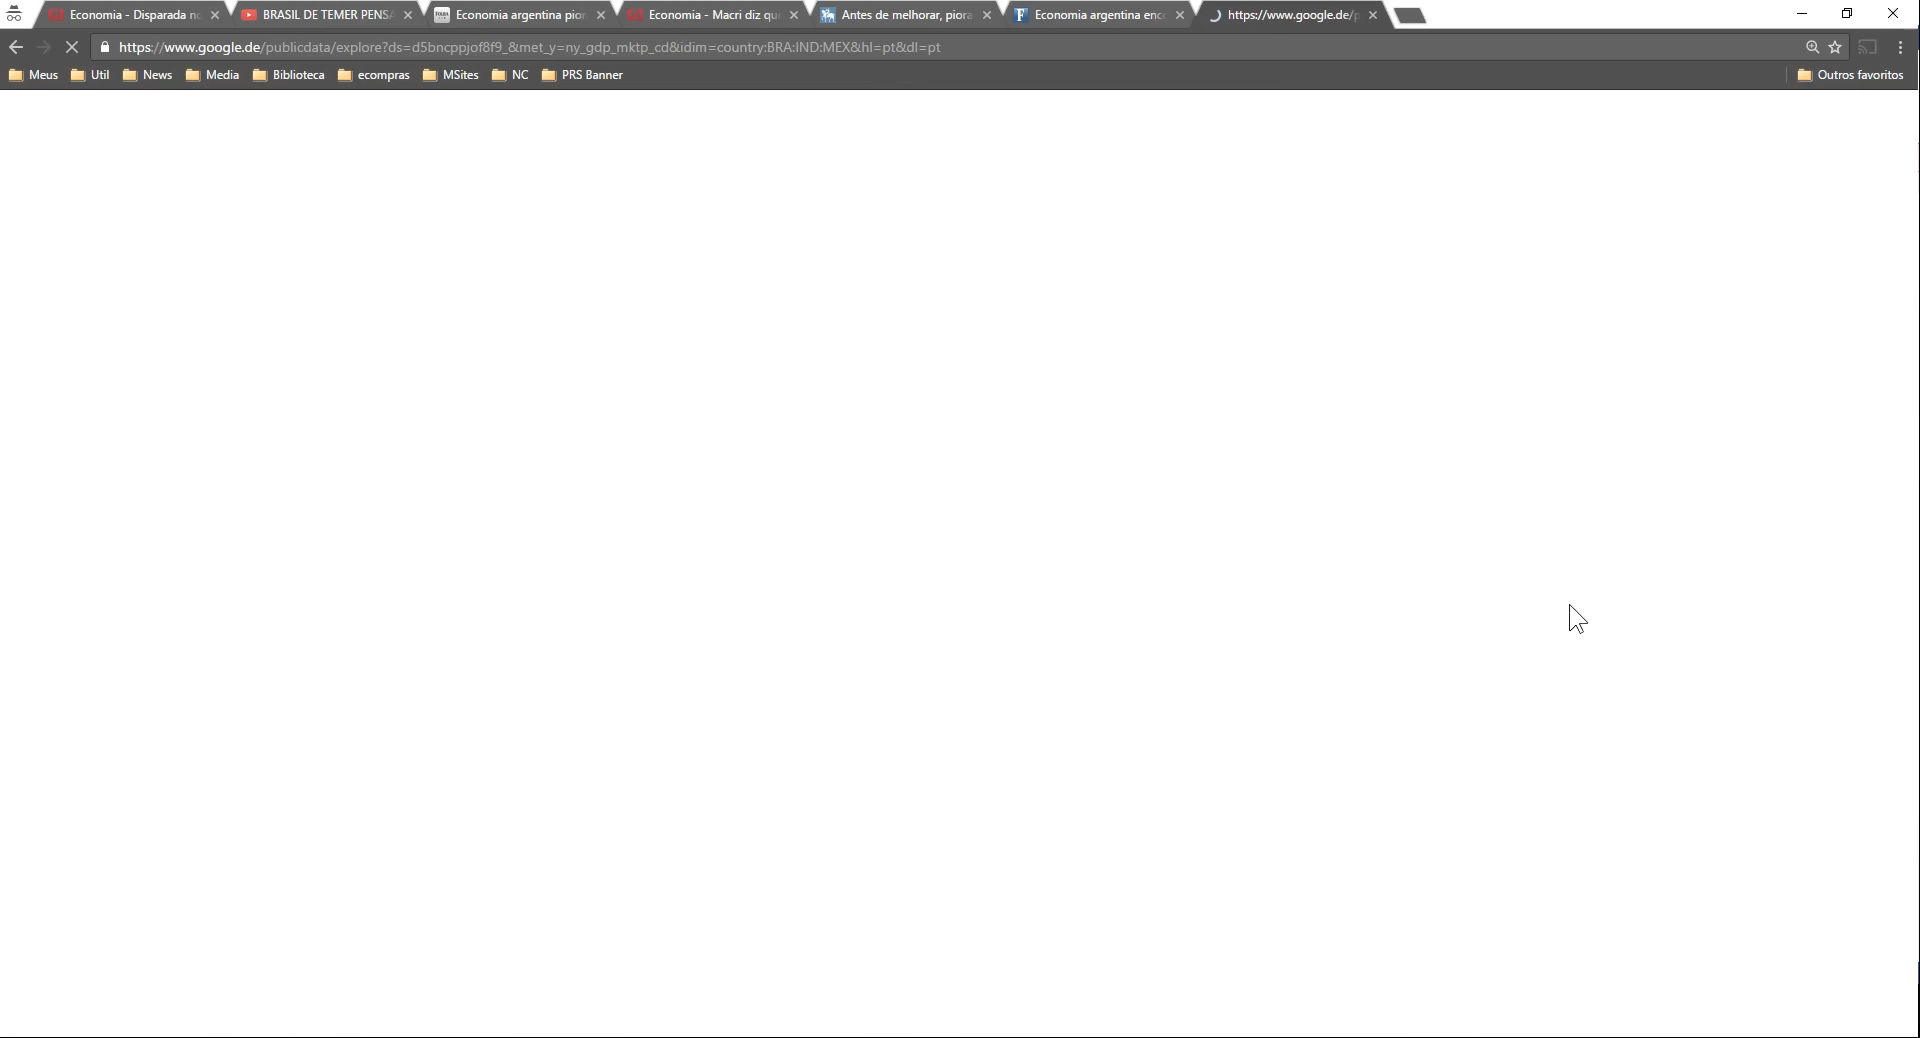 Economia - Disparada n
BRASIL DE TEMER PENSA
Economia argentina pior
Economia - Macri diz qu
Antes de melhorar, piora
Economia argentina enc
https://www.google.de/p
https://www.google.de/publicdata/explore?ds=d5bncppjof8f9_&met_y=ny_gdp_mktp_cd&idim=country:BRA:IND:MEX&hl=pt&dl=pt
Meus
Util
News
Media
Biblioteca
ecompras
MSites
NC
PRS Banner
Outros favoritos